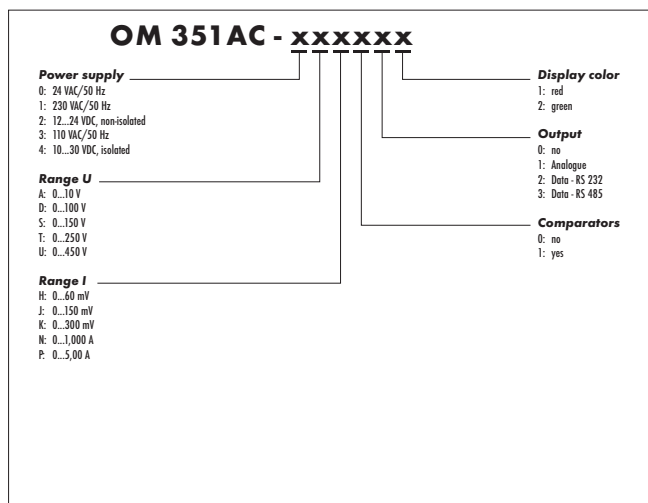 OM 351AC - xxxxxx
Power supply
0: 24 VAC/50 Hz
1: 230 VAC/50 Hz
2: 12...24 VDC, non-isolated
3: 110 VAC/50 Hz
4: 10...30 VDC, isolated
Range U
A: 0...10 V
D: 0...100 V
S: 0...150 V
T: 0...250 V
U: 0...450 V
Range I
H: 0...60 mV
J: 0...150 mV
K: 0...300 mV
N: 0...1,000 A
P: 0...5,00 A
Display color
1: red
2: green
Output
0: no
1: Analogue
2: Data - RS 232
3: Data - RS 485
Comparators
0: no
1: yes